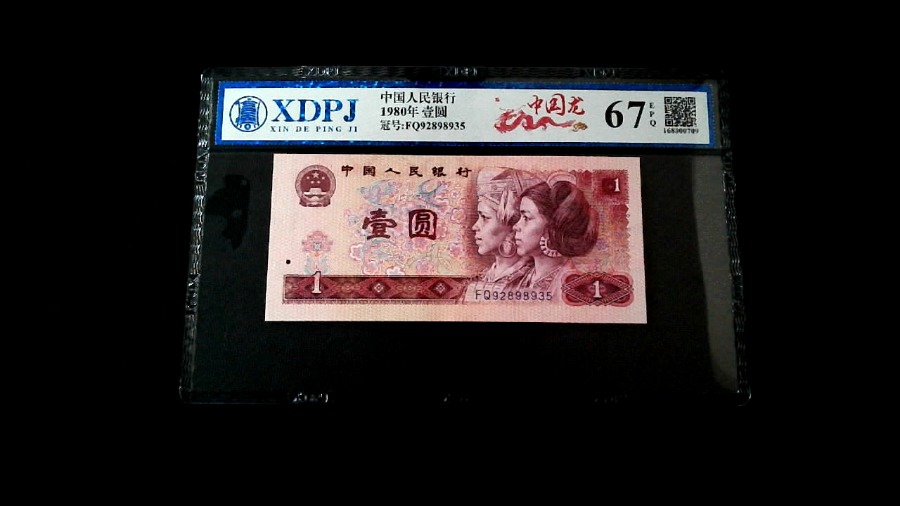 XDPJ
XIN DE PING JI
中国人民银行
1980年 壹圆
冠号:FQ92898935
中国龙
67
EPQ
168300709
中国人民银行
1
壹圆
1
FQ92898935
1